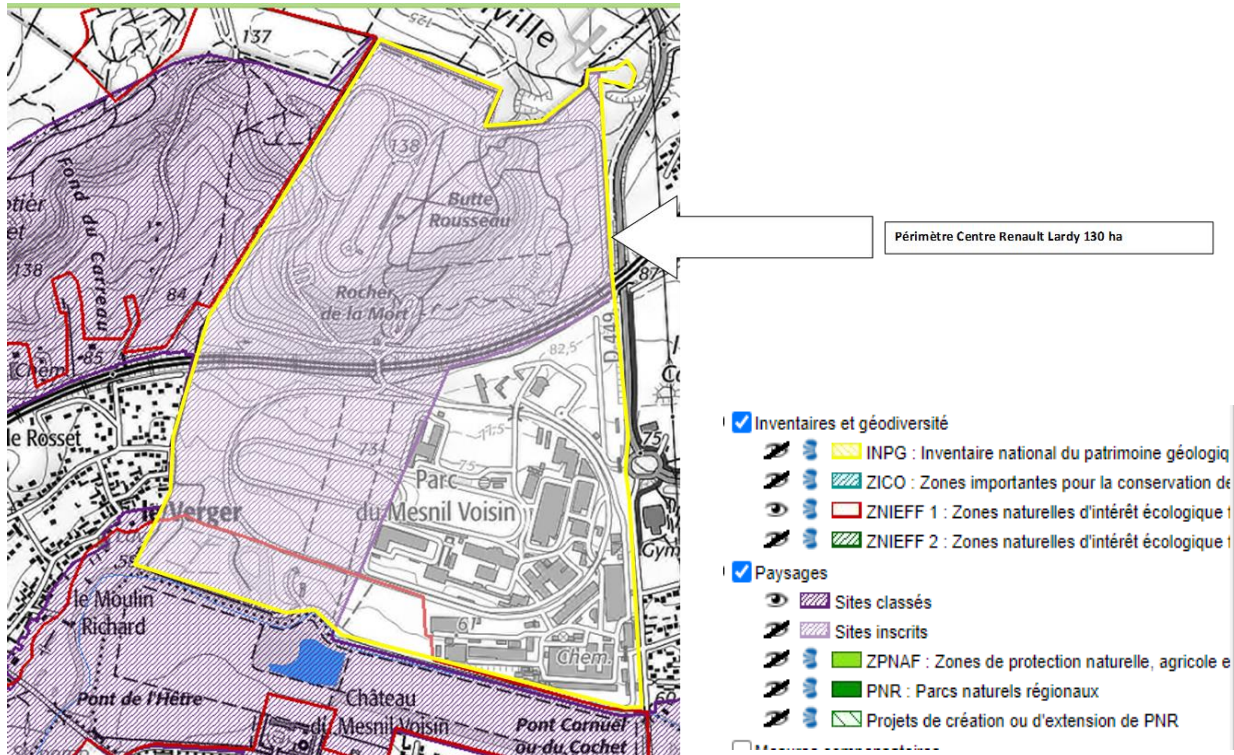 ville
125
137
138
Butte
Rousseau
Fond du Carreau
138
84
Rocher
de la Mort
87
85
82,5
D 449
le Rosset
73
75
75
Parc
du Mesnil Voisin
le Verger
55
le Moulin
Richard
61
Chem.
Gym
Pont de l'Hêtre
Château
du Mesnil Voisin
Pont Cornuel
ou du Cochet
Périmètre Centre Renault Lardy 130 ha
Inventaires et géodiversité
INPG : Inventaire national du patrimoine géologiq
ZICO : Zones importantes pour la conservation de
ZNIEFF 1 : Zones naturelles d'intérêt écologique f
ZNIEFF 2 : Zones naturelles d'intérêt écologique f
Paysages
Sites classés
Sites inscrits
ZPNAF : Zones de protection naturelle, agricole e
PNR : Parcs naturels régionaux
Projets de création ou d'extension de PNR